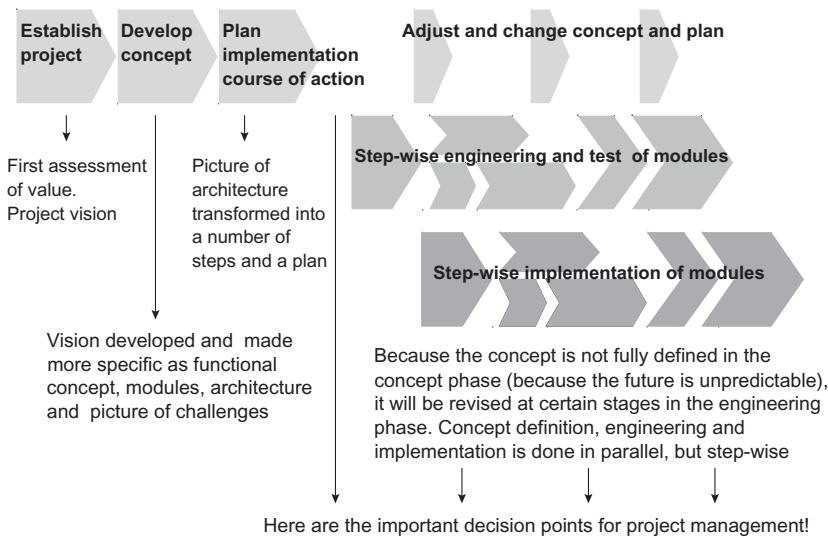 Establish
project
Develop
concept
Plan
implementation
course of action
Adjust and change concept and plan
First assessment
of value.
Project vision
Picture of
architecture
transformed into
a number of
steps and a plan
Step-wise engineering and test of modules
Step-wise implementation of modules
Vision developed and made
more specific as functional
concept, modules, architecture
and picture of challenges
Because the concept is not fully defined in the
concept phase (because the future is unpredictable),
it will be revised at certain stages in the engineering
phase. Concept definition, engineering and
implementation is done in parallel, but step-wise
Here are the important decision points for project management!